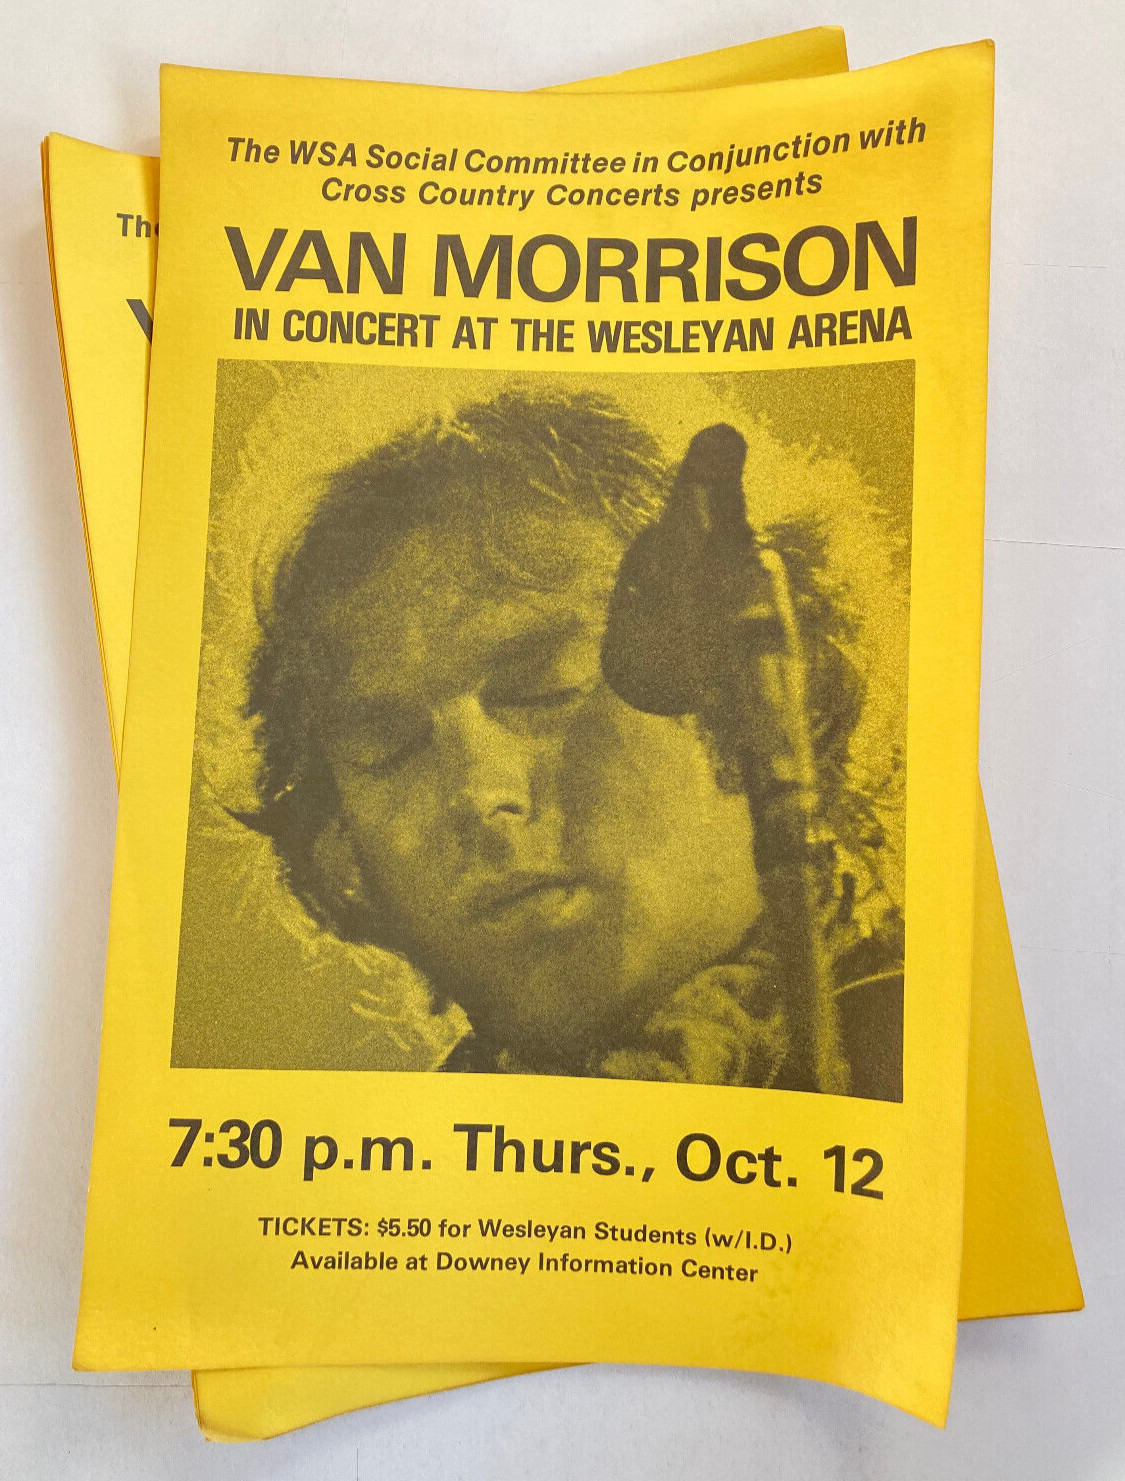 The WSA Social Committee in Conjunction with
Cross Country Concerts presents
VAN MORRISON
IN CONCERT AT THE WESLEYAN ARENA
7:30 p.m. Thurs., Oct. 12
TICKETS: $5.50 for Wesleyan Students (w/I.D.)
Available at Downey Information Center
The
V